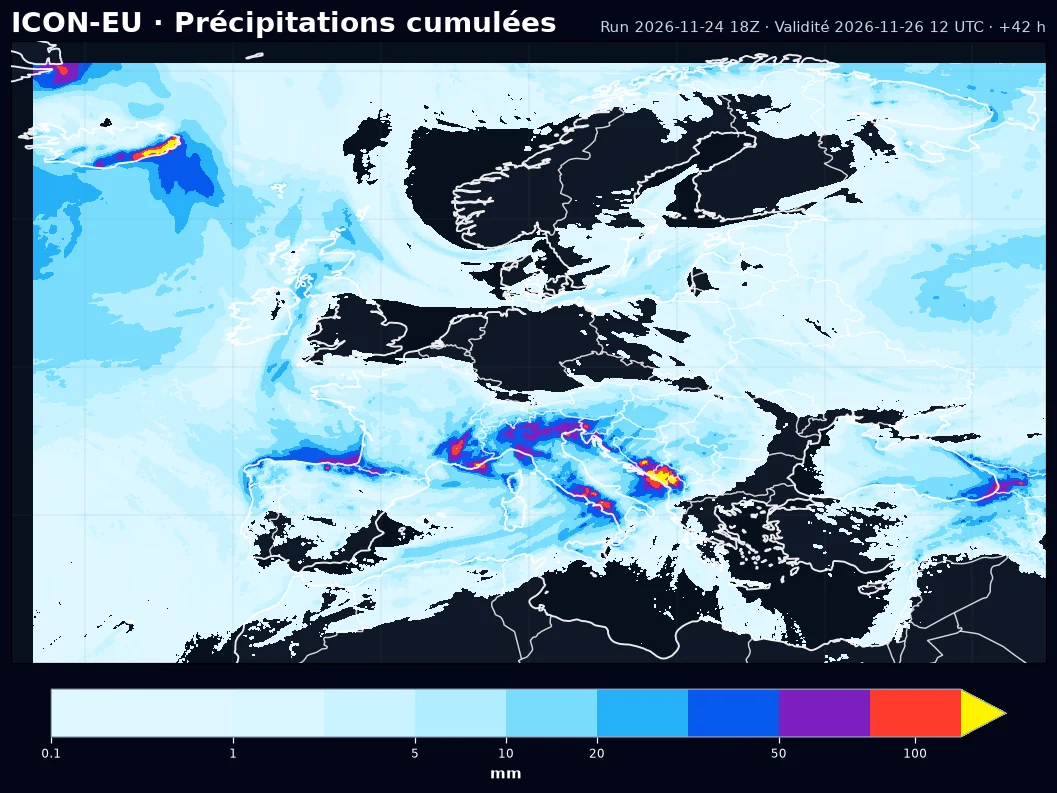 ICON-EU · Précipitations cumulées
Run 2026-11-24 18Z · Validité 2026-11-26 12 UTC · +42 h
0.1 1 5 10 20 50 100
mm